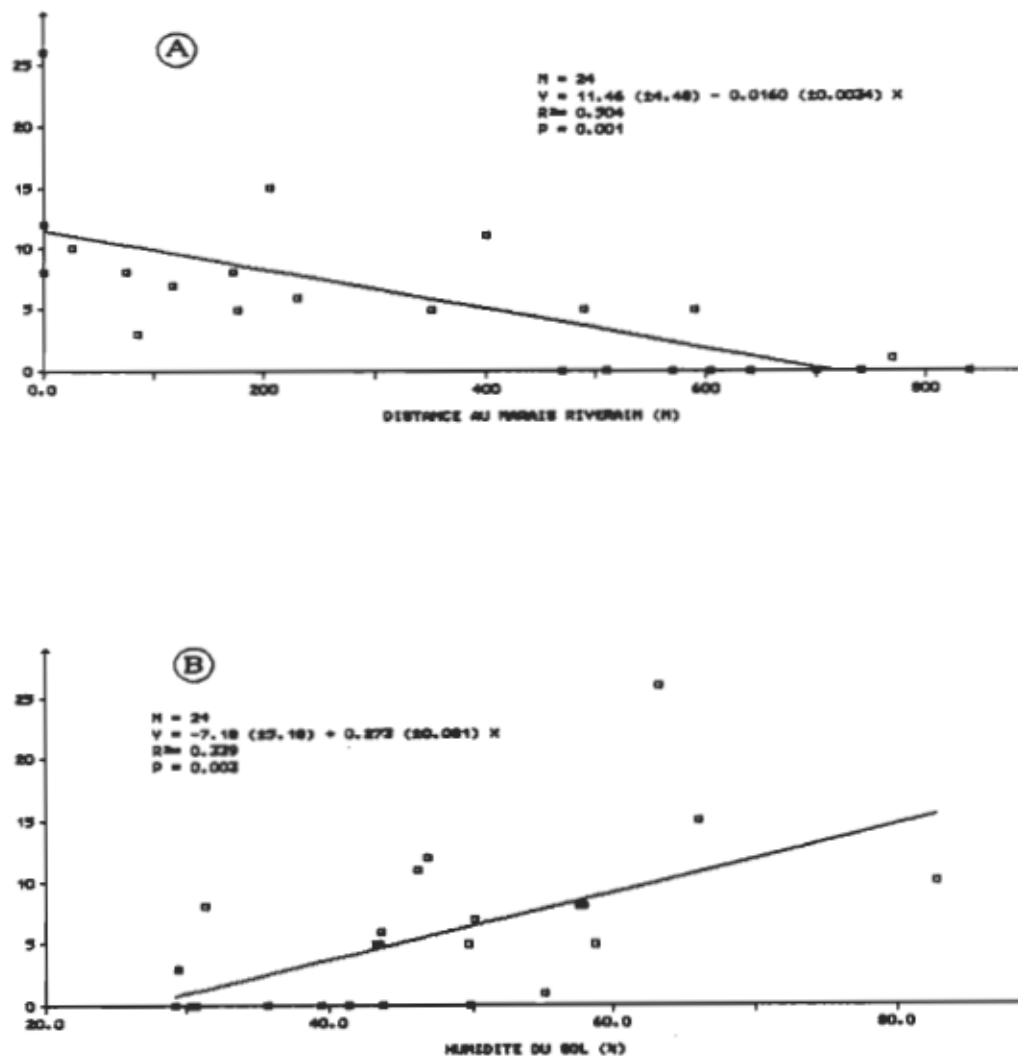 A
N = 24
Y = 11.46 (±4.48) - 0.0160 (±0.0034) X
R²= 0.504
P = 0.001
25
20
15
10
5
0
0.0 200 400 600 800
DISTANCE AU MARAIS RIVERAIN (M)
B
N = 24
Y = -7.18 (±5.18) + 0.273 (±0.081) X
R²= 0.339
P = 0.003
25
20
15
10
5
0
20.0 40.0 60.0 80.0
HUMIDITE DU SOL (%)